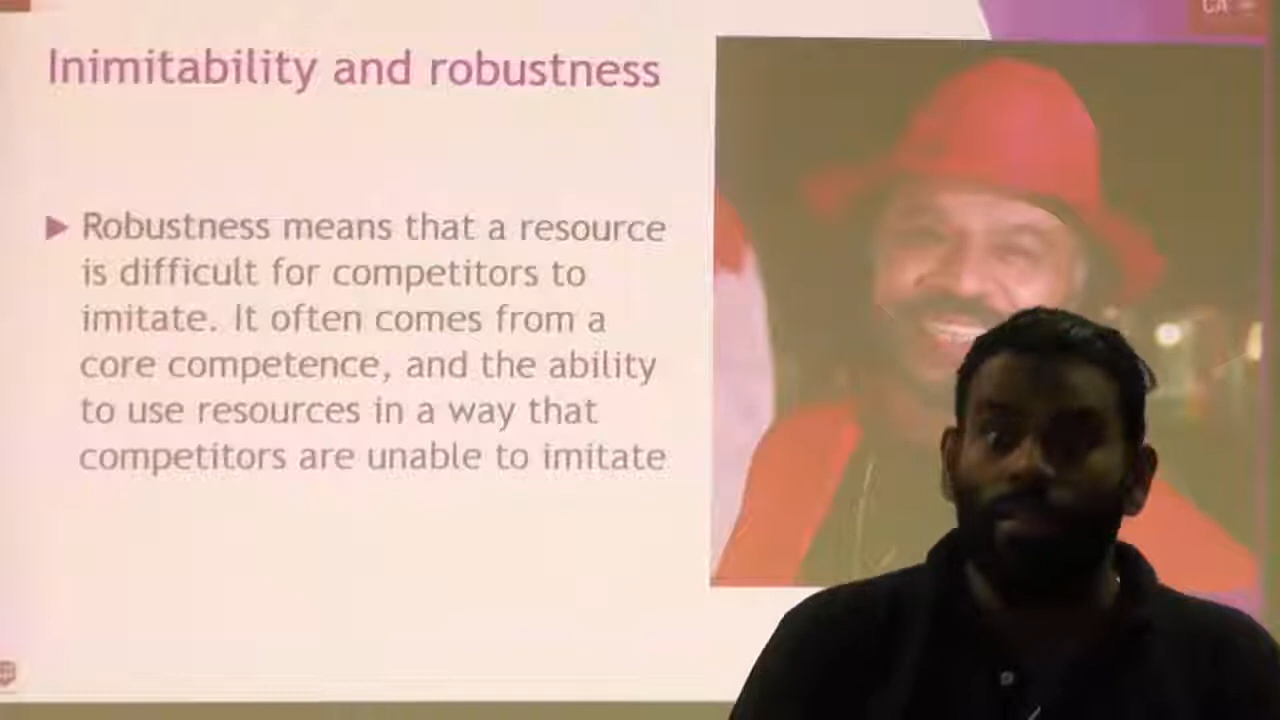 CA
Inimitability and robustness
Robustness means that a resource
is difficult for competitors to
imitate. It often comes from a
core competence, and the ability
to use resources in a way that
competitors are unable to imitate